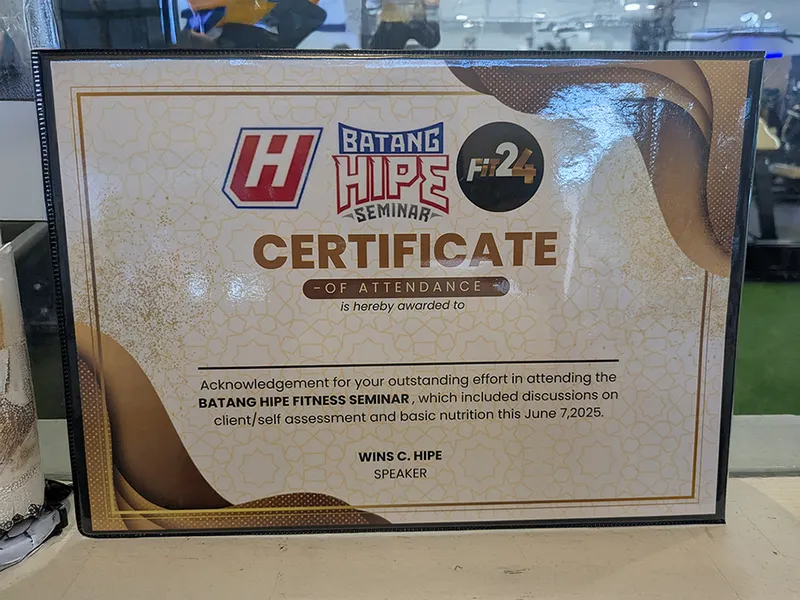 H
BATANG
HIPE
SEMINAR
FiT24
CERTIFICATE
-OF ATTENDANCE -
is hereby awarded to
Acknowledgement for your outstanding effort in attending the
BATANG HIPE FITNESS SEMINAR , which included discussions on
client/self assessment and basic nutrition this June 7,2025.
WINS C. HIPE
SPEAKER